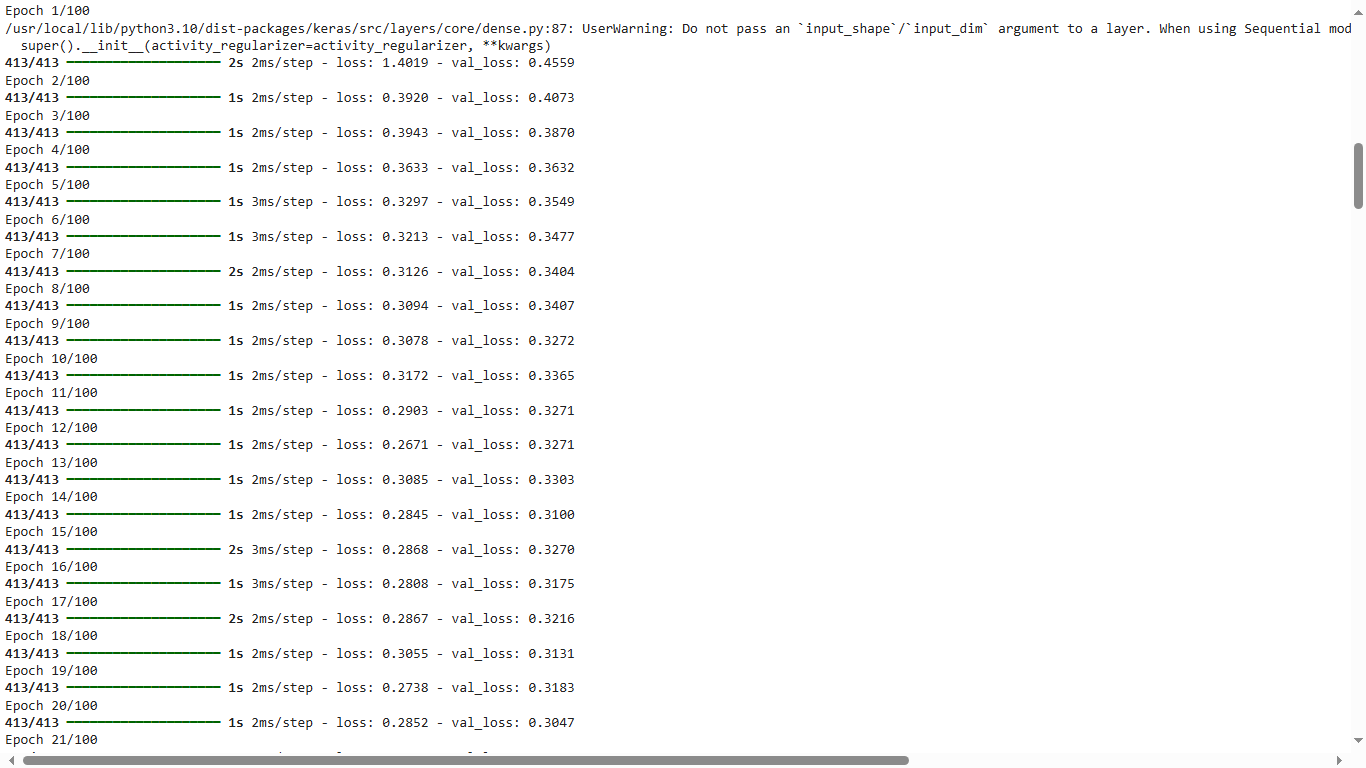 Epoch 1/100
/usr/local/lib/python3.10/dist-packages/keras/src/layers/core/dense.py:87: UserWarning: Do not pass an `input_shape`/`input_dim` argument to a layer. When using Sequential mod
super().__init__(activity_regularizer=activity_regularizer, **kwargs)
413/413 ━━━━━━━━━━━━━━━━━━━━ 2s 2ms/step - loss: 1.4019 - val_loss: 0.4559
Epoch 2/100
413/413 ━━━━━━━━━━━━━━━━━━━━ 1s 2ms/step - loss: 0.3920 - val_loss: 0.4073
Epoch 3/100
413/413 ━━━━━━━━━━━━━━━━━━━━ 1s 2ms/step - loss: 0.3943 - val_loss: 0.3870
Epoch 4/100
413/413 ━━━━━━━━━━━━━━━━━━━━ 1s 2ms/step - loss: 0.3633 - val_loss: 0.3632
Epoch 5/100
413/413 ━━━━━━━━━━━━━━━━━━━━ 1s 3ms/step - loss: 0.3297 - val_loss: 0.3549
Epoch 6/100
413/413 ━━━━━━━━━━━━━━━━━━━━ 1s 3ms/step - loss: 0.3213 - val_loss: 0.3477
Epoch 7/100
413/413 ━━━━━━━━━━━━━━━━━━━━ 2s 2ms/step - loss: 0.3126 - val_loss: 0.3404
Epoch 8/100
413/413 ━━━━━━━━━━━━━━━━━━━━ 1s 2ms/step - loss: 0.3094 - val_loss: 0.3407
Epoch 9/100
413/413 ━━━━━━━━━━━━━━━━━━━━ 1s 2ms/step - loss: 0.3078 - val_loss: 0.3272
Epoch 10/100
413/413 ━━━━━━━━━━━━━━━━━━━━ 1s 2ms/step - loss: 0.3172 - val_loss: 0.3365
Epoch 11/100
413/413 ━━━━━━━━━━━━━━━━━━━━ 1s 2ms/step - loss: 0.2903 - val_loss: 0.3271
Epoch 12/100
413/413 ━━━━━━━━━━━━━━━━━━━━ 1s 2ms/step - loss: 0.2671 - val_loss: 0.3271
Epoch 13/100
413/413 ━━━━━━━━━━━━━━━━━━━━ 1s 2ms/step - loss: 0.3085 - val_loss: 0.3303
Epoch 14/100
413/413 ━━━━━━━━━━━━━━━━━━━━ 1s 2ms/step - loss: 0.2845 - val_loss: 0.3100
Epoch 15/100
413/413 ━━━━━━━━━━━━━━━━━━━━ 2s 3ms/step - loss: 0.2868 - val_loss: 0.3270
Epoch 16/100
413/413 ━━━━━━━━━━━━━━━━━━━━ 1s 3ms/step - loss: 0.2808 - val_loss: 0.3175
Epoch 17/100
413/413 ━━━━━━━━━━━━━━━━━━━━ 2s 2ms/step - loss: 0.2867 - val_loss: 0.3216
Epoch 18/100
413/413 ━━━━━━━━━━━━━━━━━━━━ 1s 2ms/step - loss: 0.3055 - val_loss: 0.3131
Epoch 19/100
413/413 ━━━━━━━━━━━━━━━━━━━━ 1s 2ms/step - loss: 0.2738 - val_loss: 0.3183
Epoch 20/100
413/413 ━━━━━━━━━━━━━━━━━━━━ 1s 2ms/step - loss: 0.2852 - val_loss: 0.3047
Epoch 21/100